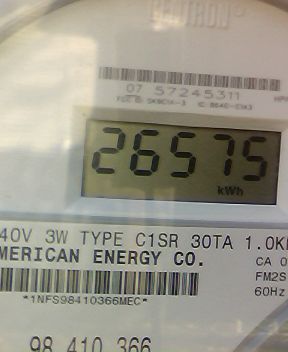 CENTRON®
07 57245311
26575
kWh
40V 3W TYPE C1SR 30TA 1.0K
MERICAN ENERGY CO.
CA 0
FM2S
60Hz
*1NFS98410366MEC*
98 410 366